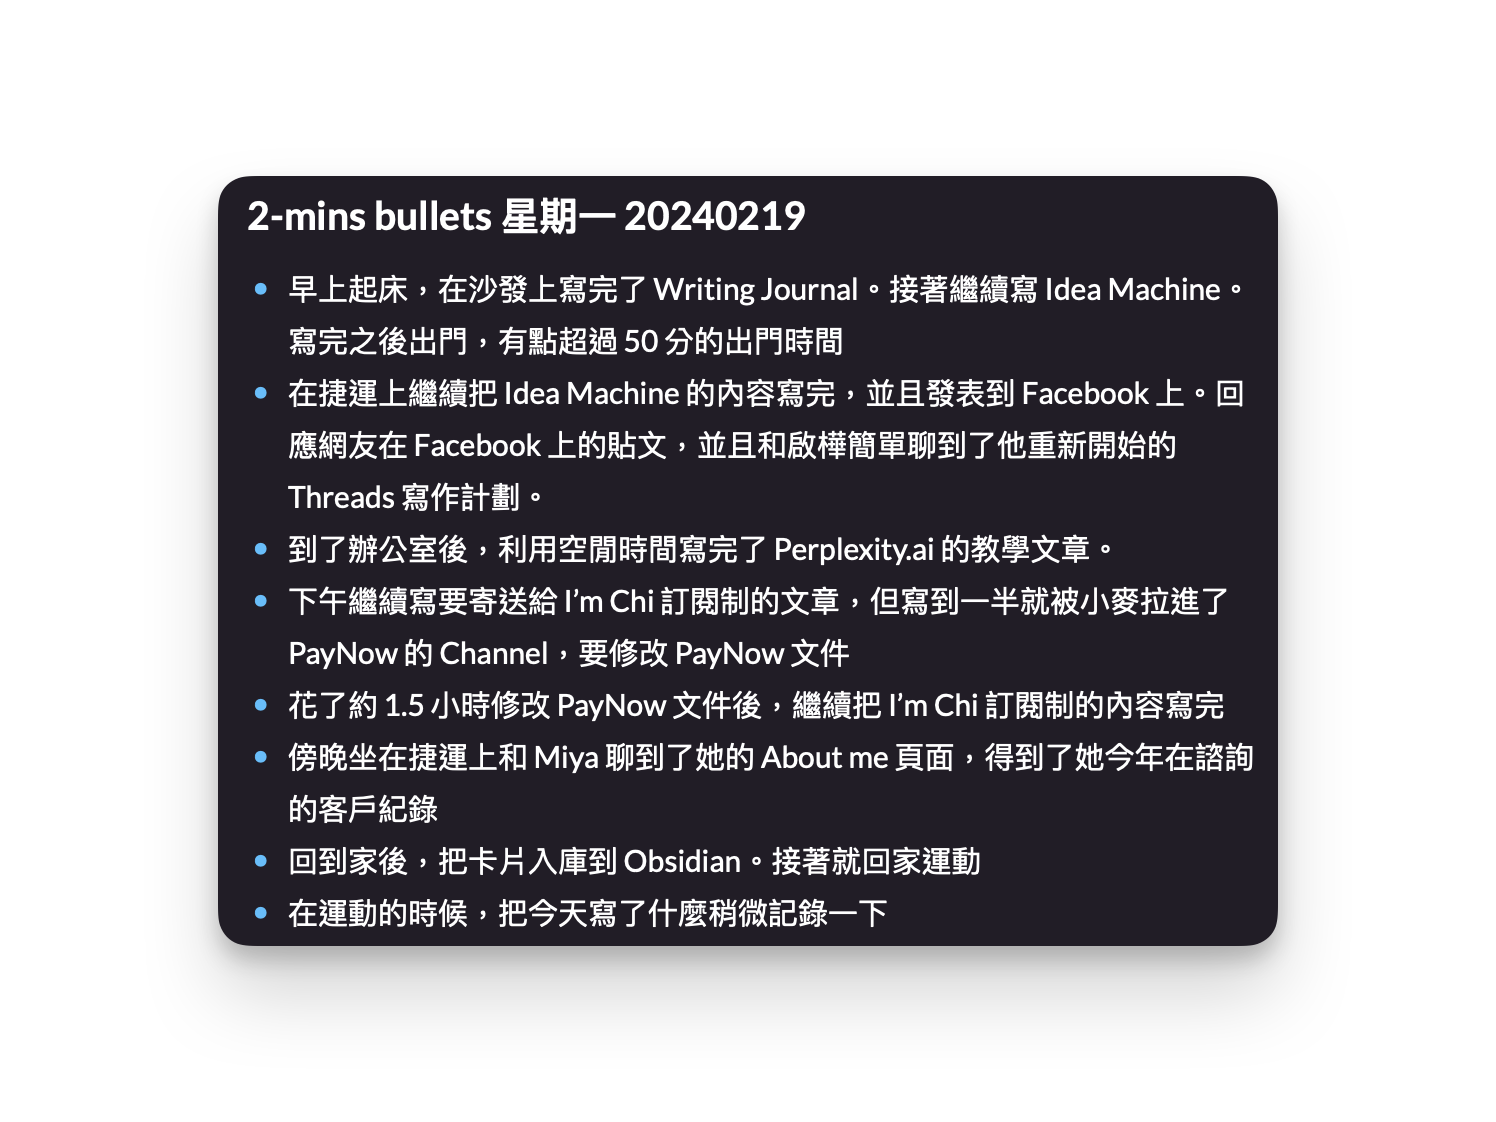 2-mins bullets 星期一 20240219
早上起床，在沙發上寫完了 Writing Journal。接著繼續寫 Idea Machine。
寫完之後出門，有點超過 50 分的出門時間
在捷運上繼續把 Idea Machine 的內容寫完，並且發表到 Facebook 上。回
應網友在 Facebook 上的貼文，並且和啟樺簡單聊到了他重新開始的
Threads 寫作計劃。
到了辦公室後，利用空閒時間寫完了 Perplexity.ai 的教學文章。
下午繼續寫要寄送給 I’m Chi 訂閱制的文章，但寫到一半就被小麥拉進了
PayNow 的 Channel，要修改 PayNow 文件
花了約 1.5 小時修改 PayNow 文件後，繼續把 I’m Chi 訂閱制的內容寫完
傍晚坐在捷運上和 Miya 聊到了她的 About me 頁面，得到了她今年在諮詢
的客戶紀錄
回到家後，把卡片入庫到 Obsidian。接著就回家運動
在運動的時候，把今天寫了什麼稍微記錄一下